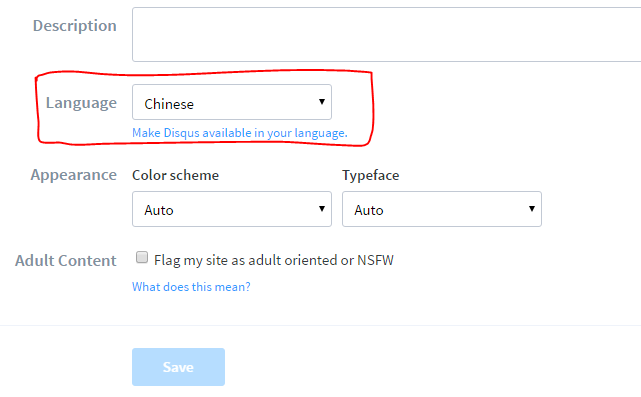 Description
Language Chinese
Make Disqus available in your language.
Appearance Color scheme Typeface
Auto Auto
Adult Content Flag my site as adult oriented or NSFW
What does this mean?
Save